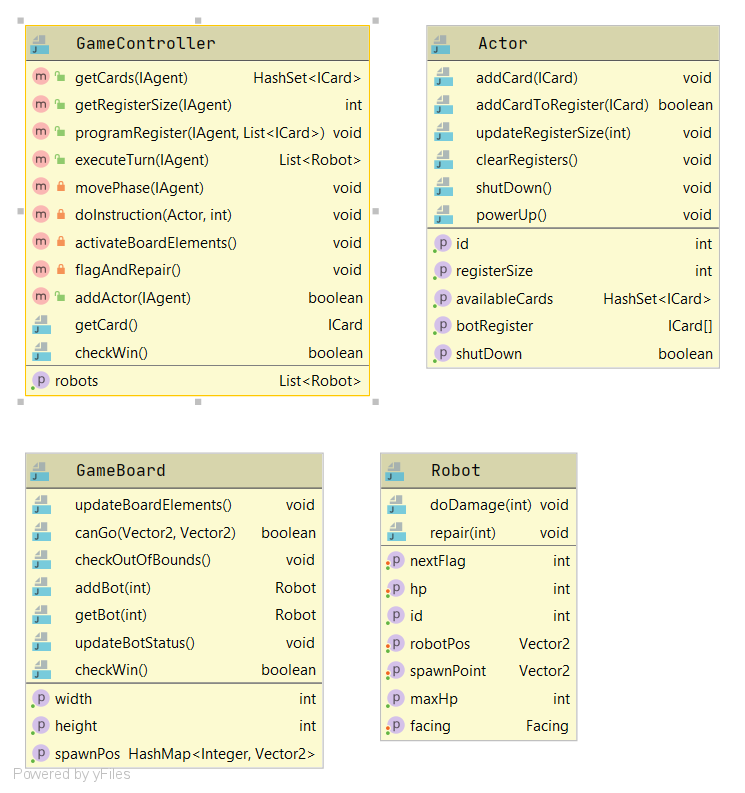 GameController
getCards(IAgent) HashSet<ICard>
getRegisterSize(IAgent) int
programRegister(IAgent, List<ICard>) void
executeTurn(IAgent) List<Robot>
movePhase(IAgent) void
doInstruction(Actor, int) void
activateBoardElements() void
flagAndRepair() void
addActor(IAgent) boolean
getCard() ICard
checkWin() boolean
robots List<Robot>
Actor
addCard(ICard) void
addCardToRegister(ICard) boolean
updateRegisterSize(int) void
clearRegisters() void
shutDown() void
powerUp() void
id int
registerSize int
availableCards HashSet<ICard>
botRegister ICard[]
shutDown boolean
GameBoard
updateBoardElements() void
canGo(Vector2, Vector2) boolean
checkOutOfBounds() void
addBot(int) Robot
getBot(int) Robot
updateBotStatus() void
checkWin() boolean
width int
height int
spawnPos HashMap<Integer, Vector2>
Robot
doDamage(int) void
repair(int) void
nextFlag int
hp int
id int
robotPos Vector2
spawnPoint Vector2
maxHp int
facing Facing
Powered by yFiles